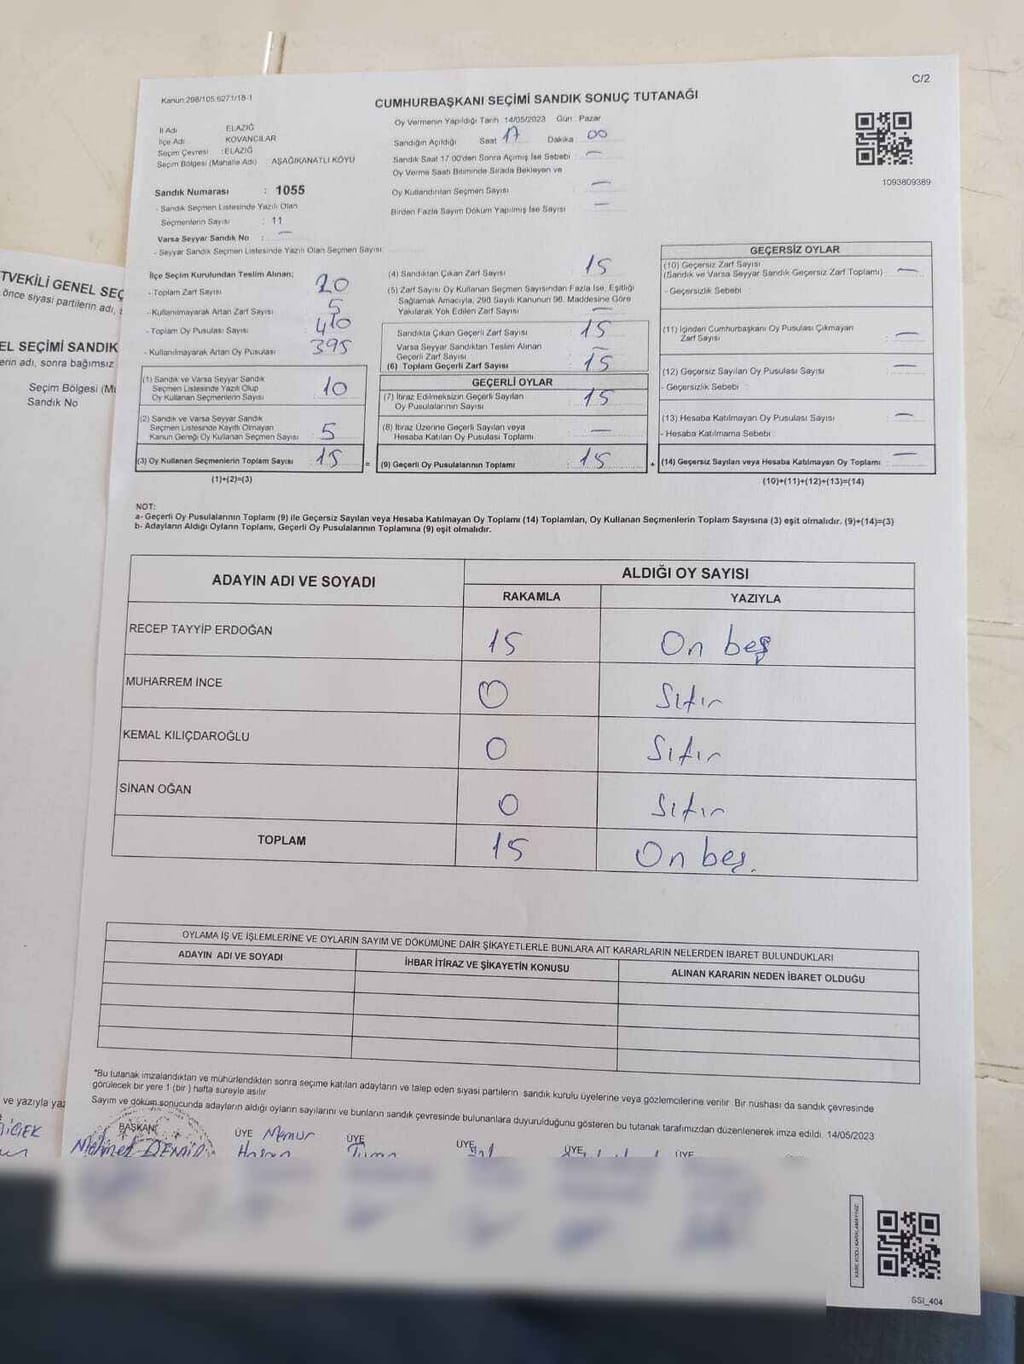 C/2
Kanun:298/105.6271/18-1
CUMHURBAŞKANI SEÇİMİ SANDIK SONUÇ TUTANAĞI
İl Adı ELAZIĞ
İlçe Adı KOVANCILAR
Seçim Çevresi :ELAZIĞ
Seçim Bölgesi (Mahalle Adı) : AŞAĞIKANATLI KÖYÜ
Sandık Numarası : 1055
- Sandık Seçmen Listesinde Yazılı Olan
Seçmenlerin Sayısı : 11
Varsa Seyyar Sandık No : —
- Seyyar Sandık Seçmen Listesinde Yazılı Olan Seçmen Sayısı:
Oy Vermenin Yapıldığı Tarih 14/05/2023 Gün : Pazar
Sandığın Açıldığı Saat 17 Dakika 00
Sandık Saat 17.00'den Sonra Açılmış İse Sebebi —
Oy Verme Saati Bitiminde Sırada Bekleyen ve
Oy Kullandırılan Seçmen Sayısı —
Birden Fazla Sayım Döküm Yapılmış İse Sayısı —
1093809389
İlçe Seçim Kurulundan Teslim Alınan;
- Toplam Zarf Sayısı 20
- Kullanılmayarak Artan Zarf Sayısı 5
- Toplam Oy Pusulası Sayısı 410
- Kullanılmayarak Artan Oy Pusulası 395
(1) Sandık ve Varsa Seyyar Sandık
Seçmen Listesinde Yazılı Olup
Oy Kullanan Seçmenlerin Sayısı 10
(2) Sandık ve Varsa Seyyar Sandık
Seçmen Listesinde Kayıtlı Olmayan
Kanun Gereği Oy Kullanan Seçmen Sayısı 5
(3) Oy Kullanan Seçmenlerin Toplam Sayısı 15
(1)+(2)=(3)
(4) Sandıktan Çıkan Zarf Sayısı 15
(5) Zarf Sayısı Oy Kullanan Seçmen Sayısından Fazla İse, Eşitliği
Sağlamak Amacıyla, 298 Sayılı Kanunun 98. Maddesine Göre
Yakılarak Yok Edilen Zarf Sayısı —
Sandıkta Çıkan Geçerli Zarf Sayısı 15
Varsa Seyyar Sandıktan Teslim Alınan
Geçerli Zarf Sayısı —
(6) Toplam Geçerli Zarf Sayısı 15
GEÇERLİ OYLAR
(7) İtiraz Edilmeksizin Geçerli Sayılan
Oy Pusulalarının Sayısı 15
(8) İtiraz Üzerine Geçerli Sayılan veya
Hesaba Katılan Oy Pusulası Toplamı —
= (9) Geçerli Oy Pusulalarının Toplamı 15
GEÇERSİZ OYLAR
(10) Geçersiz Zarf Sayısı
(Sandık ve Varsa Seyyar Sandık Geçersiz Zarf Toplamı) —
- Geçersizlik Sebebi :
(11) İçinden Cumhurbaşkanı Oy Pusulası Çıkmayan
Zarf Sayısı —
(12) Geçersiz Sayılan Oy Pusulası Sayısı —
- Geçersizlik Sebebi :
(13) Hesaba Katılmayan Oy Pusulası Sayısı —
- Hesaba Katılmama Sebebi :
+ (14) Geçersiz Sayılan veya Hesaba Katılmayan Oy Toplamı —
(10)+(11)+(12)+(13)=(14)
NOT:
a- Geçerli Oy Pusulalarının Toplamı (9) ile Geçersiz Sayılan veya Hesaba Katılmayan Oy Toplamı (14) Toplamları, Oy Kullanan Seçmenlerin Toplam Sayısına (3) eşit olmalıdır. (9)+(14)=(3)
b- Adayların Aldığı Oyların Toplamı, Geçerli Oy Pusulalarının Toplamına (9) eşit olmalıdır.
ADAYIN ADI VE SOYADI
ALDIĞI OY SAYISI
RAKAMLA YAZIYLA
RECEP TAYYİP ERDOĞAN 15 On beş
MUHARREM İNCE 0 Sıfır
KEMAL KILIÇDAROĞLU 0 Sıfır
SİNAN OĞAN 0 Sıfır
TOPLAM 15 On beş.
OYLAMA İŞ VE İŞLEMLERİNE VE OYLARIN SAYIM VE DÖKÜMÜNE DAİR ŞİKAYETLERLE BUNLARA AİT KARARLARIN NELERDEN İBARET BULUNDUKLARI
ADAYIN ADI VE SOYADI İHBAR İTİRAZ VE ŞİKAYETİN KONUSU ALINAN KARARIN NEDEN İBARET OLDUĞU
*Bu tutanak imzalandıktan ve mühürlendikten sonra seçime katılan adayların ve talep eden siyasi partilerin sandık kurulu üyelerine veya gözlemcilerine verilir. Bir nüshası da sandık çevresinde
görülecek bir yere 1 (bir ) hafta süreyle asılır
Sayım ve döküm sonucunda adayların aldığı oyların sayılarını ve bunların sandık çevresinde bulunanlara duyurulduğunu gösteren bu tutanak tarafımızdan düzenlenerek imza edildi. 14/05/2023
BAŞKAN ÜYE Memur ÜYE ÜYE ÜYE ÜYE
Mehmet DEMİR Hasan
SSI_404
TVEKİLİ GENEL SEÇ
önce siyasi partilerin adı,
EL SEÇİMİ SANDIK
erin adı, sonra bağımsız
Seçim Bölgesi (M
Sandık No
ve yazıyla yaz